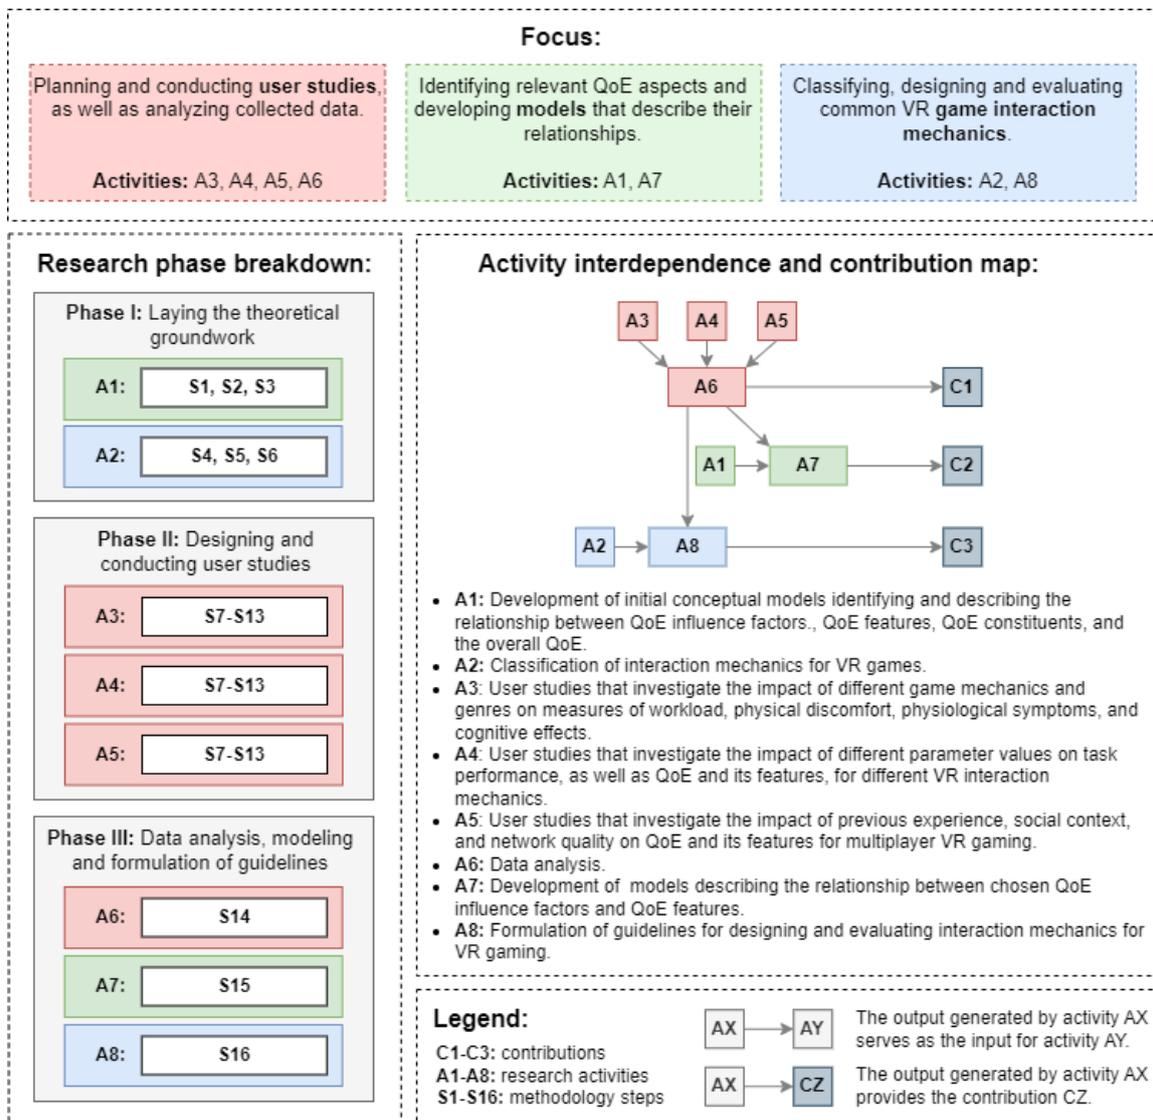 Focus:
Planning and conducting user studies,
as well as analyzing collected data.
Activities: A3, A4, A5, A6
Identifying relevant QoE aspects and
developing models that describe their
relationships.
Activities: A1, A7
Classifying, designing and evaluating
common VR game interaction
mechanics.
Activities: A2, A8
Research phase breakdown:
Phase I: Laying the theoretical
groundwork
A1: S1, S2, S3
A2: S4, S5, S6
Phase II: Designing and
conducting user studies
A3: S7-S13
A4: S7-S13
A5: S7-S13
Phase III: Data analysis, modeling
and formulation of guidelines
A6: S14
A7: S15
A8: S16
Activity interdependence and contribution map:
A3 A4 A5
A6 C1
A1 A7 C2
A2 A8 C3
• A1: Development of initial conceptual models identifying and describing the
relationship between QoE influence factors., QoE features, QoE constituents, and
the overall QoE.
• A2: Classification of interaction mechanics for VR games.
• A3: User studies that investigate the impact of different game mechanics and
genres on measures of workload, physical discomfort, physiological symptoms, and
cognitive effects.
• A4: User studies that investigate the impact of different parameter values on task
performance, as well as QoE and its features, for different VR interaction
mechanics.
• A5: User studies that investigate the impact of previous experience, social context,
and network quality on QoE and its features for multiplayer VR gaming.
• A6: Data analysis.
• A7: Development of  models describing the relationship between chosen QoE
influence factors and QoE features.
• A8: Formulation of guidelines for designing and evaluating interaction mechanics for
VR gaming.
Legend:
C1-C3: contributions
A1-A8: research activities
S1-S16: methodology steps
AX AY
The output generated by activity AX
serves as the input for activity AY.
AX CZ
The output generated by activity AX
provides the contribution CZ.